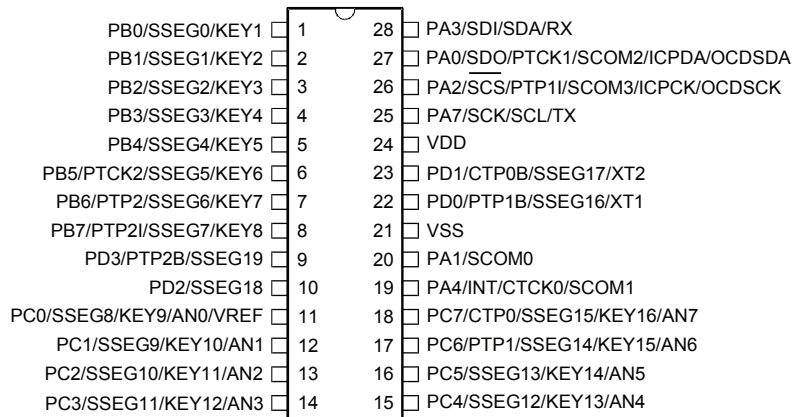 PB0/SSEG0/KEY1 1 28 PA3/SDI/SDA/RX
PB1/SSEG1/KEY2 2 27 PA0/SDO/PTCK1/SCOM2/ICPDA/OCDSDA
PB2/SSEG2/KEY3 3 26 PA2/SCS/PTP1I/SCOM3/ICPCK/OCDSCK
PB3/SSEG3/KEY4 4 25 PA7/SCK/SCL/TX
PB4/SSEG4/KEY5 5 24 VDD
PB5/PTCK2/SSEG5/KEY6 6 23 PD1/CTP0B/SSEG17/XT2
PB6/PTP2/SSEG6/KEY7 7 22 PD0/PTP1B/SSEG16/XT1
PB7/PTP2I/SSEG7/KEY8 8 21 VSS
PD3/PTP2B/SSEG19 9 20 PA1/SCOM0
PD2/SSEG18 10 19 PA4/INT/CTCK0/SCOM1
PC0/SSEG8/KEY9/AN0/VREF 11 18 PC7/CTP0/SSEG15/KEY16/AN7
PC1/SSEG9/KEY10/AN1 12 17 PC6/PTP1/SSEG14/KEY15/AN6
PC2/SSEG10/KEY11/AN2 13 16 PC5/SSEG13/KEY14/AN5
PC3/SSEG11/KEY12/AN3 14 15 PC4/SSEG12/KEY13/AN4